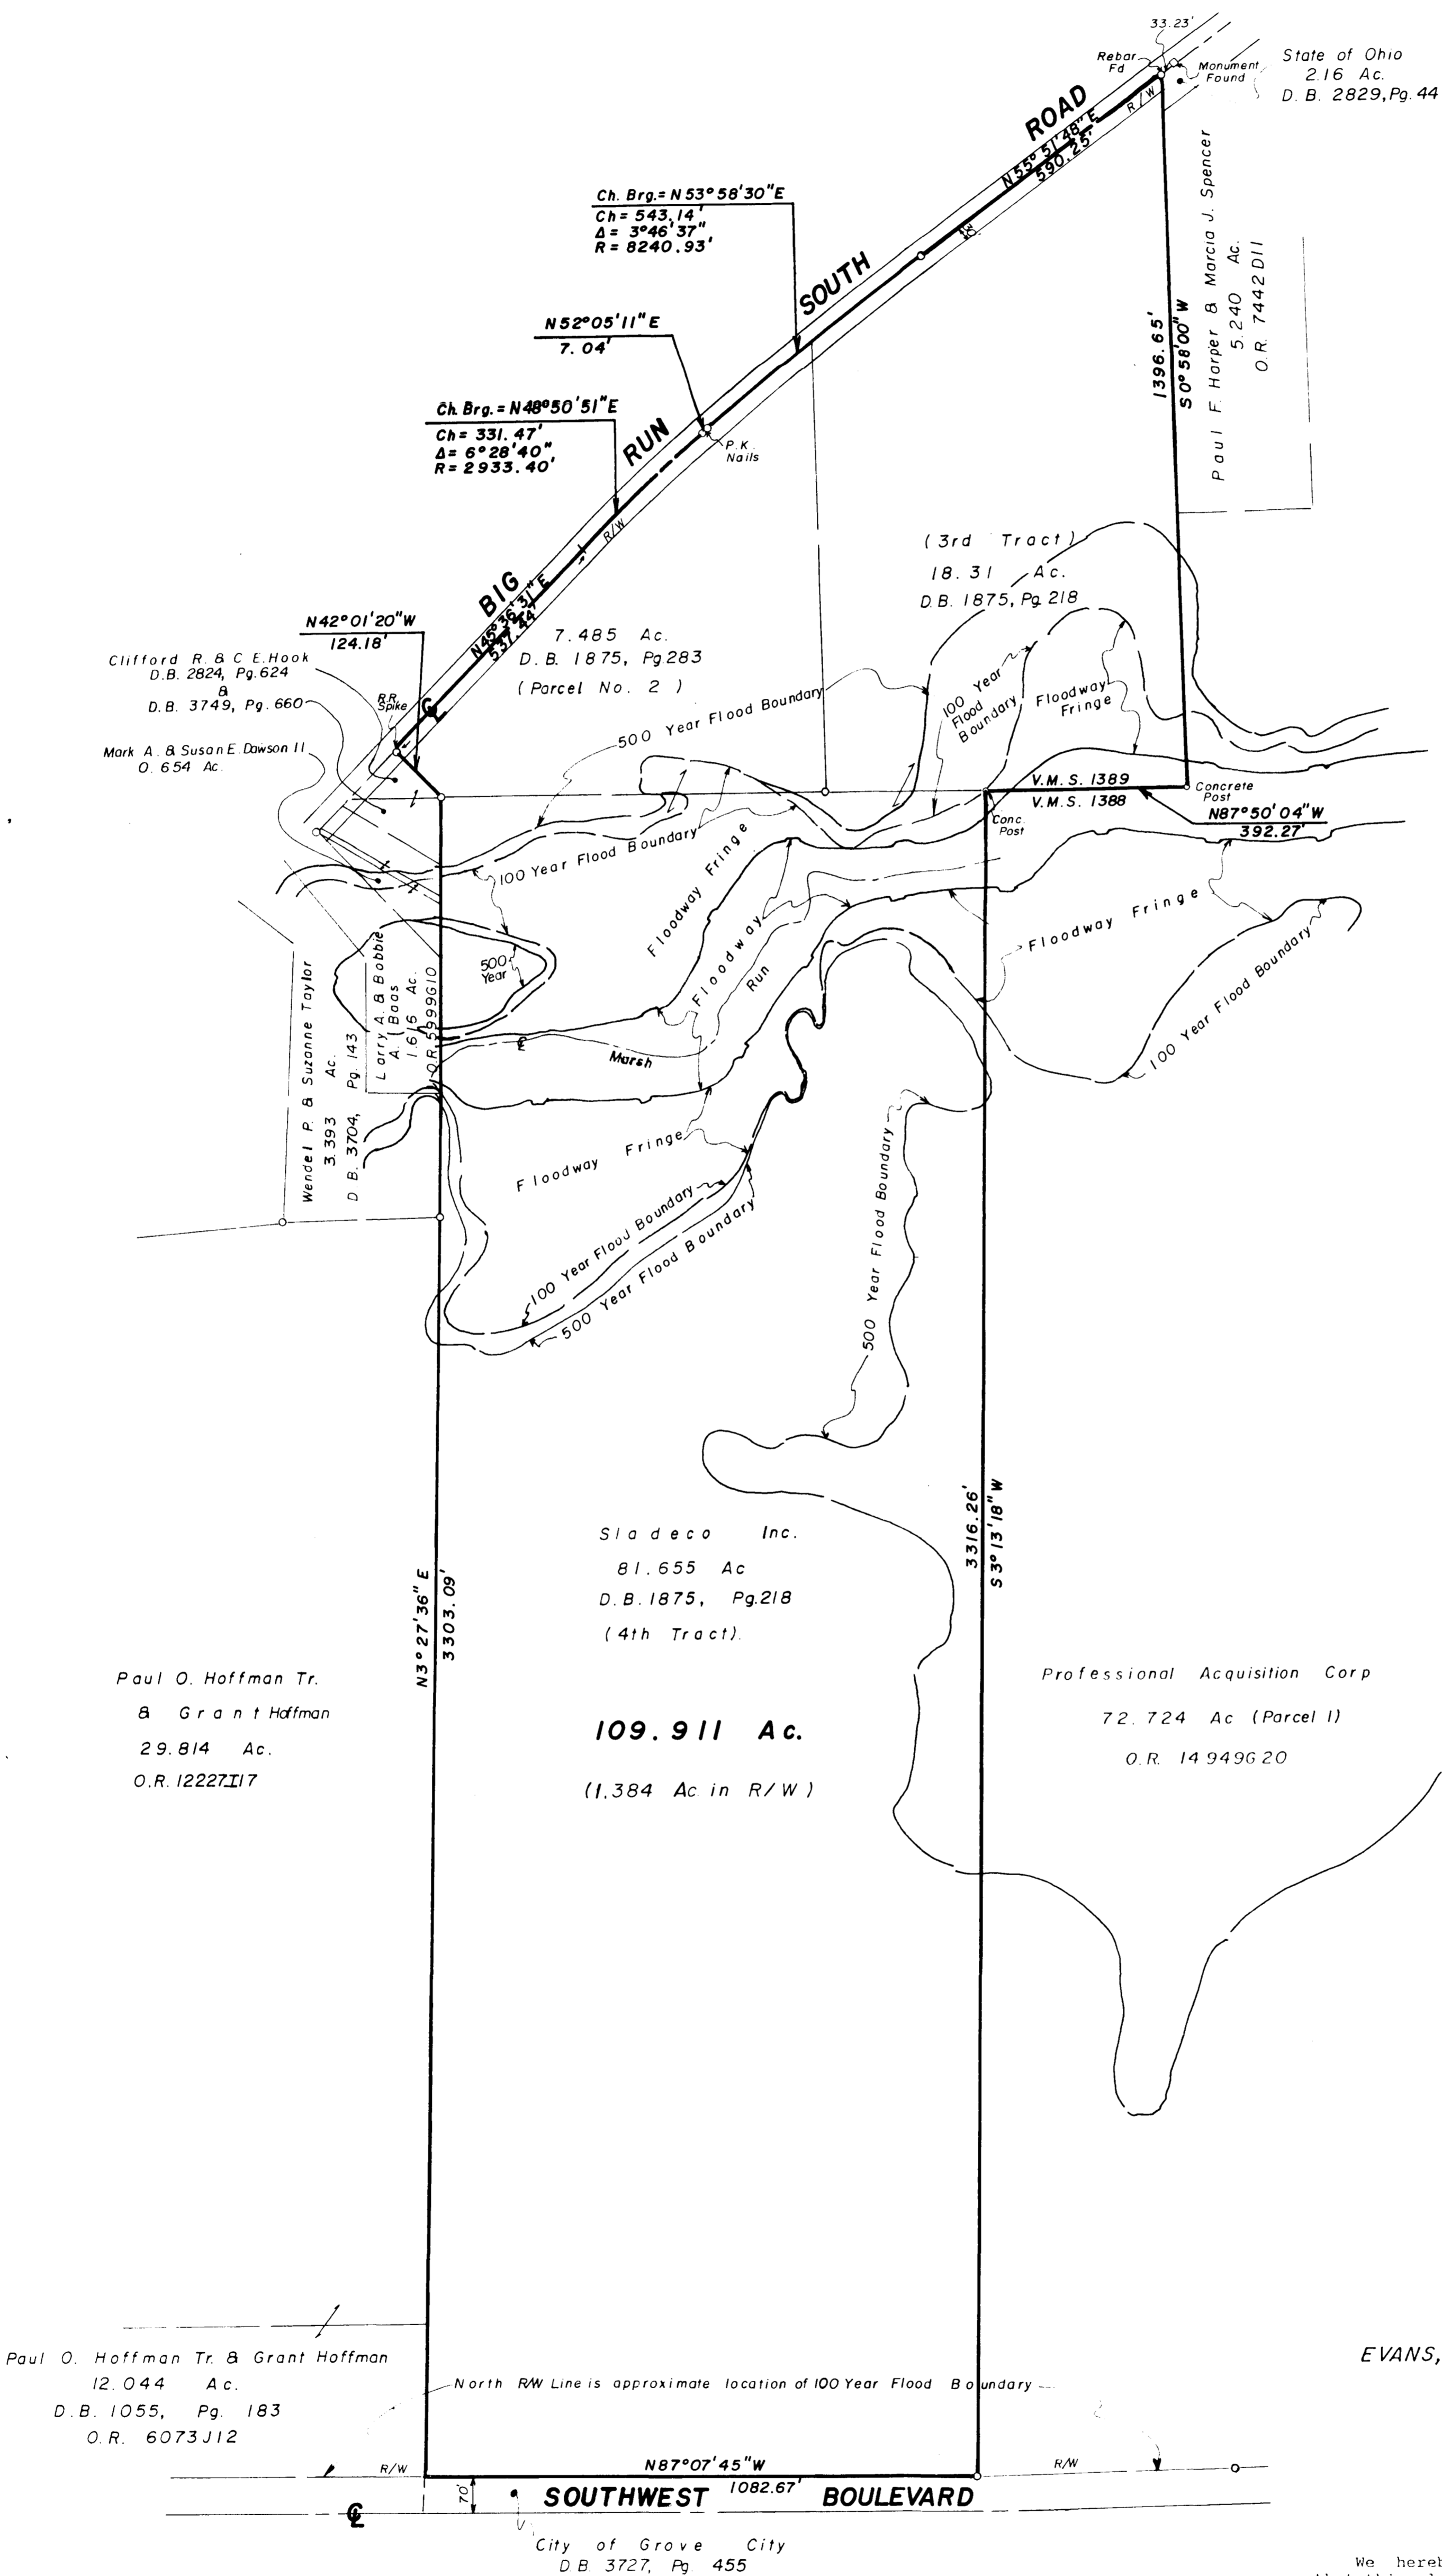 33.23'
Rebar
Fd
Monument
Found
State of Ohio
2.16 Ac.
D. B. 2829, Pg. 44
R/W
BIG RUN SOUTH ROAD
N55° 51' 48" E
590.25'
Paul F. Harper & Marcia J. Spencer
5.240 Ac.
O.R. 7442 D11
1396.65'
S0°58'00"W
Ch. Brg.= N 53° 58' 30" E
Ch = 543.14'
Δ = 3°46'37"
R = 8240.93'
N52°05'11" E
7.04'
P.K.
Nails
Ch. Brg. = N48°50'51" E
Ch = 331.47'
Δ = 6°28'40"
R = 2933.40'
R/W
N45°36'31" E
537.44'
(3rd Tract)
18.31 Ac.
D.B. 1875, Pg. 218
N42°01'20"W
124.18'
7.485 Ac.
D.B. 1875, Pg. 283
(Parcel No. 2)
Clifford R. & C. E. Hook
D.B. 2824, Pg. 624
&
D.B. 3749, Pg. 660
R.R.
Spike
Mark A. & Susan E. Dawson II
0.654 Ac.
500 Year Flood Boundary
100 Year
Flood
Boundary
Floodway
Fringe
V.M.S. 1389
V.M.S. 1388
Concrete
Post
N87°50'04"W
392.27'
Conc.
Post
100 Year Flood Boundary
Floodway Fringe
Floodway
Floodway Fringe
100 Year Flood Boundary
500
Year
Marsh Run
Wendel P. & Suzanne Taylor
3.393 Ac.
D.B. 3704, Pg. 143
Larry A. & Bobbie
A. Baas
1.616 Ac.
O.R. 5999G10
Floodway Fringe
100 Year Flood Boundary
500 Year Flood Boundary
500 Year Flood Boundary
3316.26'
S3°13'18"W
Sladeco Inc.
81.655 Ac
D.B. 1875, Pg. 218
(4th Tract).
N3°27'36" E
3303.09'
Paul O. Hoffman Tr.
& Grant Hoffman
29.814 Ac.
O.R. 12227I17
109.911 Ac.
(1.384 Ac. in R/W)
Professional Acquisition Corp
72.724 Ac (Parcel 1)
O.R. 14949G20
Paul O. Hoffman Tr. & Grant Hoffman
12.044 Ac.
D.B. 1055, Pg. 183
O.R. 6073J12
EVANS,
North R/W Line is approximate location of 100 Year Flood Boundary
R/W
N87°07'45"W
1082.67'
R/W
70'
SOUTHWEST BOULEVARD
City of Grove City
D.B. 3727, Pg. 455
We